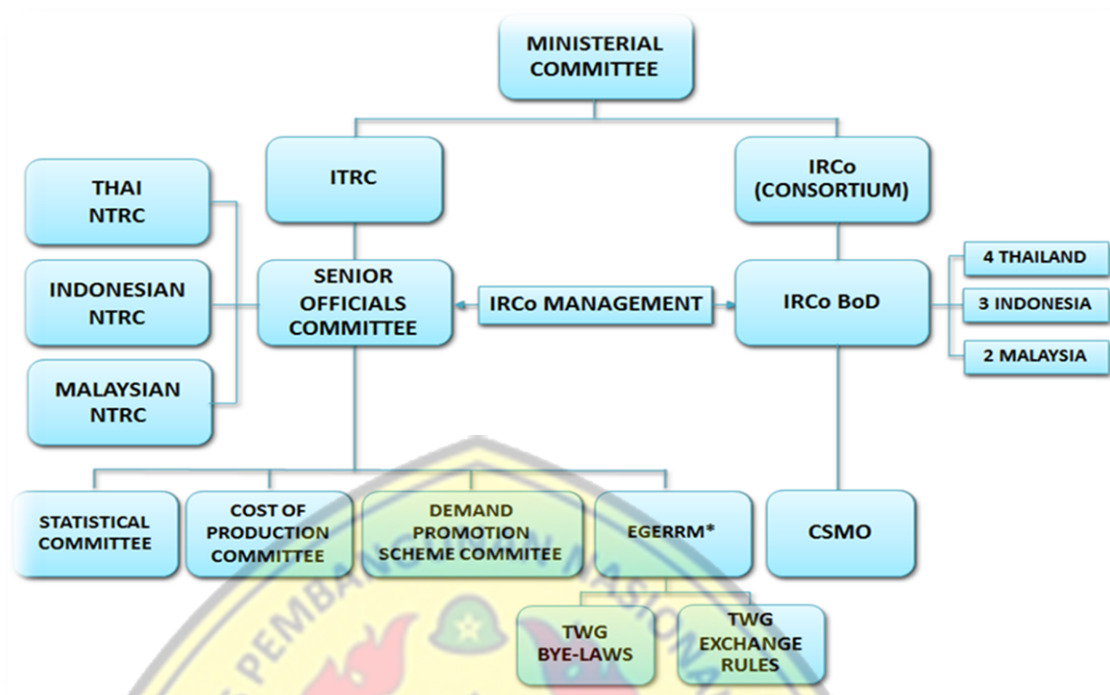 MINISTERIAL
COMMITTEE
ITRC
IRCo
(CONSORTIUM)
THAI
NTRC
INDONESIAN
NTRC
MALAYSIAN
NTRC
SENIOR
OFFICIALS
COMMITTEE
IRCo MANAGEMENT
IRCo BoD
4 THAILAND
3 INDONESIA
2 MALAYSIA
STATISTICAL
COMMITTEE
COST OF
PRODUCTION
COMMITTEE
DEMAND
PROMOTION
SCHEME COMMITEE
EGERRM*
CSMO
TWG
BYE-LAWS
TWG
EXCHANGE
RULES
PEMBANGUNAN NASIONAL